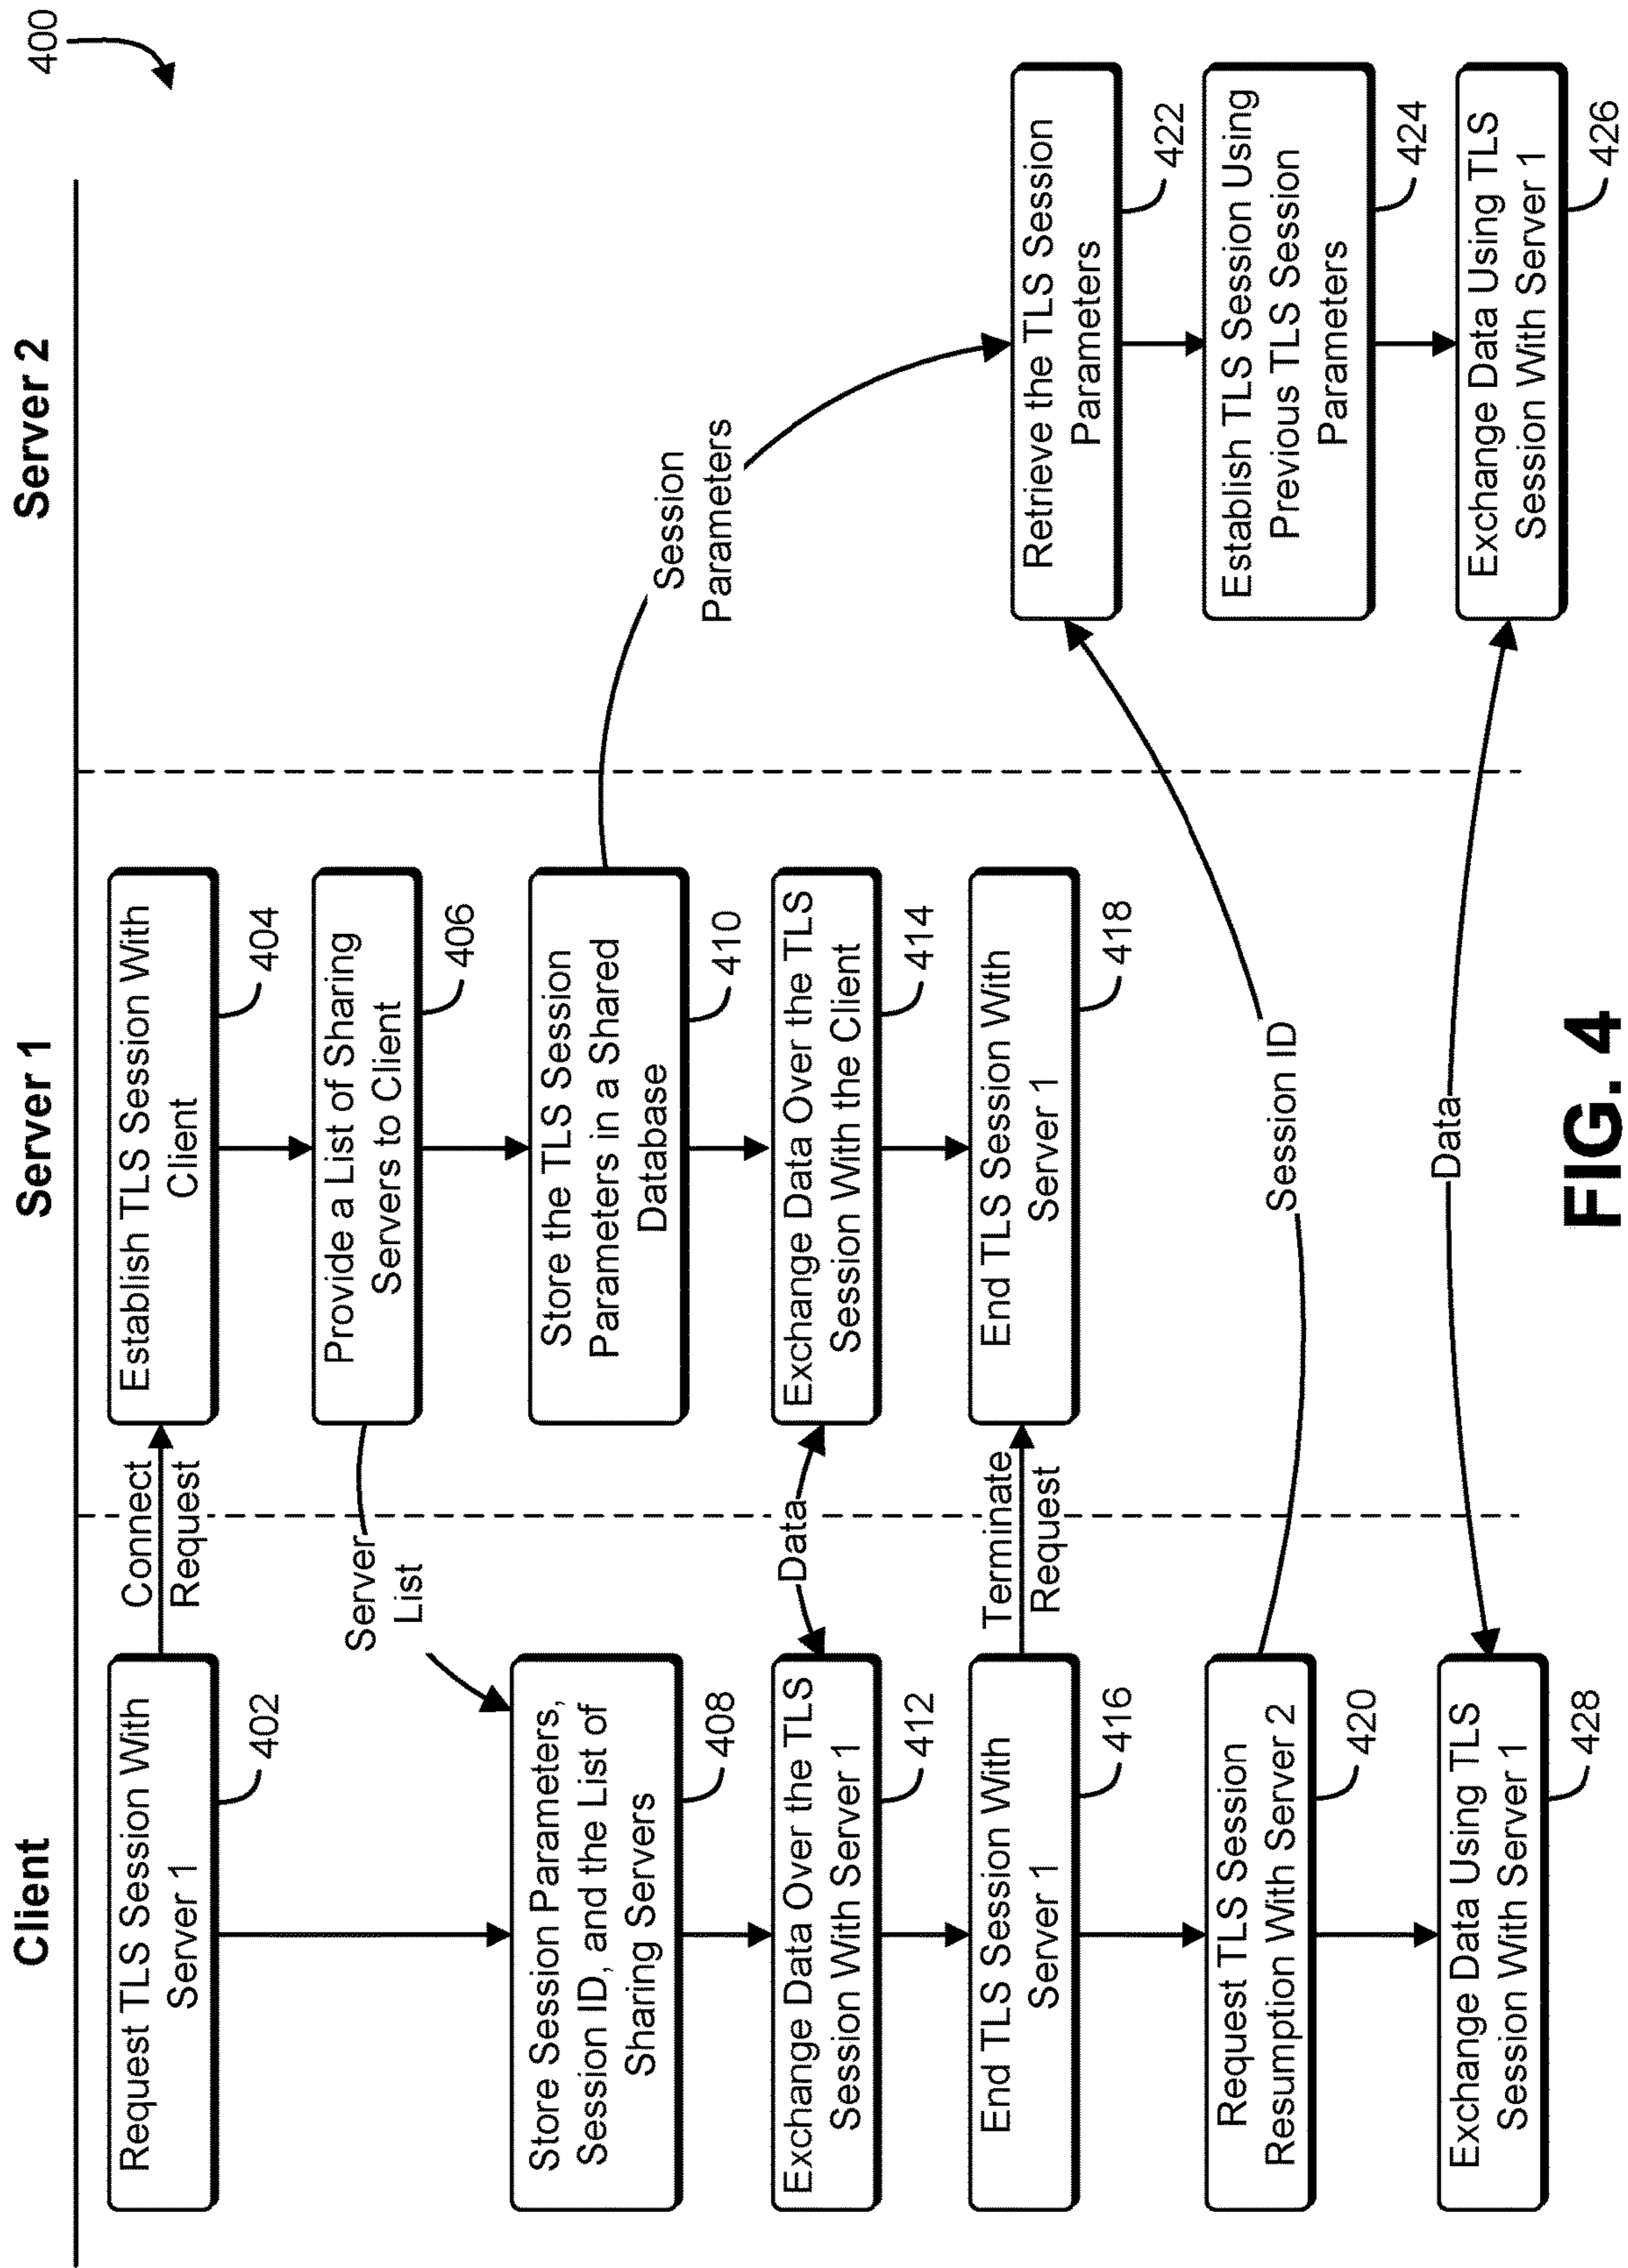 400
Client
Server 1
Server 2
Request TLS Session With
Server 1
402
Connect
Request
Establish TLS Session With
Client
404
Provide a List of Sharing
Servers to Client
406
Server
List
Store Session Parameters,
Session ID, and the List of
Sharing Servers
408
Store the TLS Session
Parameters in a Shared
Database
410
Session
Parameters
Exchange Data Over the TLS
Session With Server 1
412
Data
Exchange Data Over the TLS
Session With the Client
414
End TLS Session With
Server 1
416
Terminate
Request
End TLS Session With
Server 1
418
Request TLS Session
Resumption With Server 2
420
Session ID
Retrieve the TLS Session
Parameters
422
Establish TLS Session Using
Previous TLS Session
Parameters
424
Exchange Data Using TLS
Session With Server 1
426
Data
Exchange Data Using TLS
Session With Server 1
428
FIG. 4